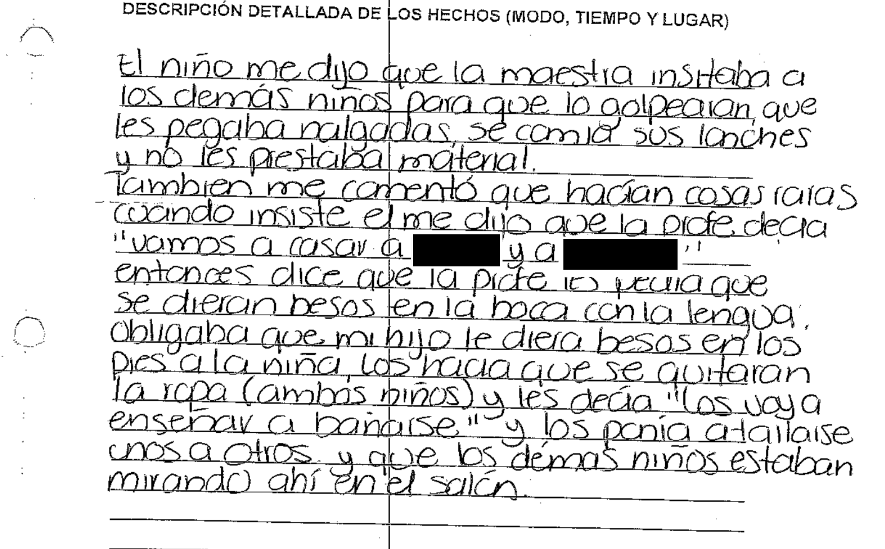 DESCRIPCIÓN DETALLADA DE LOS HECHOS (MODO, TIEMPO Y LUGAR)
El niño me dijo que la maestra insitaba a
los demás niños para que lo golpearan, que
les pegaba nalgadas, se comía sus lonches
y no les prestaba material.
Tambien me comentó que hacían cosas raras
cuando insiste el me dijo que la profe decía
"vamos a casar a y a "
entonces dice que la profe les pedia que
se dieran besos en la boca con la lengua,
obligaba que mi hijo le diera besos en los
pies a la niña, los hacia que se quitaran
la ropa (ambos niños) y les decía "los voy a
enseñar a bañarse" y los ponía a tallarse
unos a otros y que los demas niños estaban
mirando ahí en el salón.